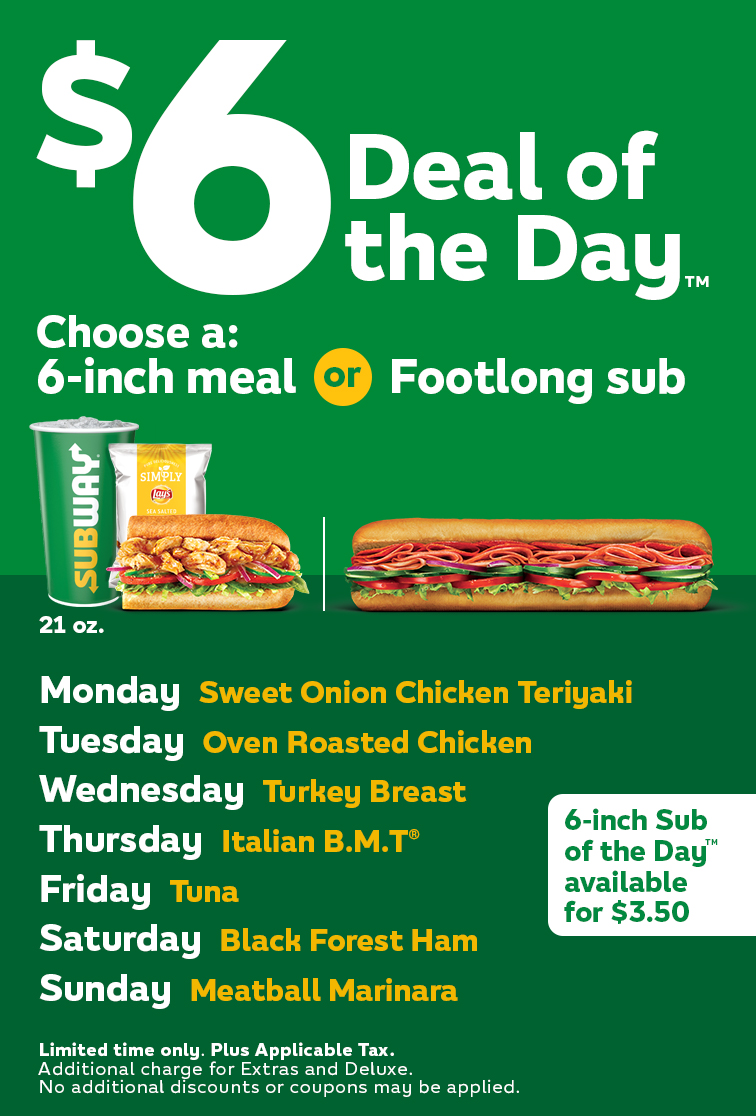 $6 Deal of
the Day™
Choose a:
6-inch meal or Footlong sub
SUBWAY
SIMPLY
Lay's
SEA SALTED
21 oz.
Monday Sweet Onion Chicken Teriyaki
Tuesday Oven Roasted Chicken
Wednesday Turkey Breast
Thursday Italian B.M.T®
Friday Tuna
Saturday Black Forest Ham
Sunday Meatball Marinara
6-inch Sub
of the Day™
available
for $3.50
Limited time only. Plus Applicable Tax.
Additional charge for Extras and Deluxe.
No additional discounts or coupons may be applied.